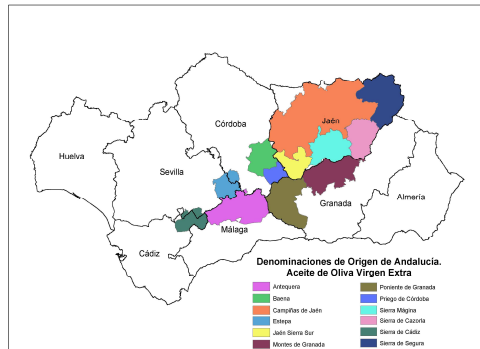 Córdoba
Jaén
Huelva
Sevilla
Almería
Granada
Málaga
Cádiz
Denominaciones de Origen de Andalucía.
Aceite de Oliva Virgen Extra
Antequera
Baena
Campiñas de Jaén
Estepa
Jaén Sierra Sur
Montes de Granada
Poniente de Granada
Priego de Córdoba
Sierra Mágina
Sierra de Cazorla
Sierra de Cádiz
Sierra de Segura